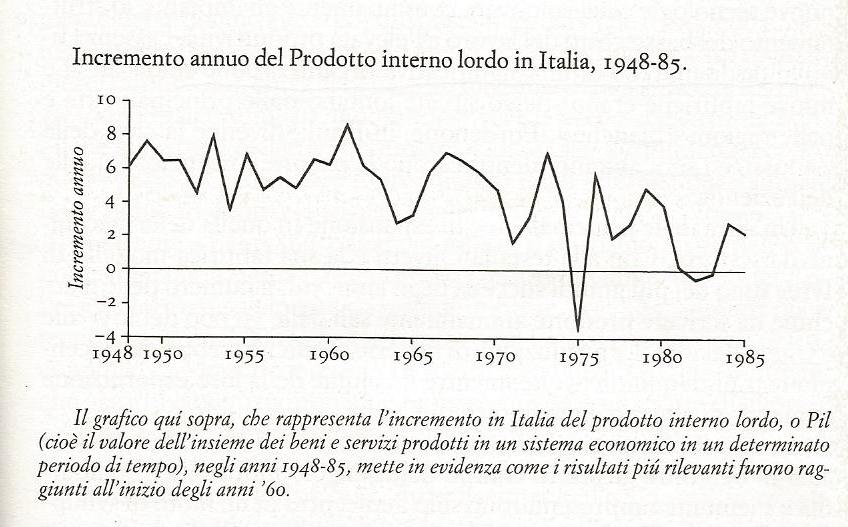 Incremento annuo del Prodotto interno lordo in Italia, 1948-85.
Incremento annuo
10
8
6
4
2
0
−2
−4
1948 1950 1955 1960 1965 1970 1975 1980 1985
Il grafico qui sopra, che rappresenta l'incremento in Italia del prodotto interno lordo, o Pil
(cioè il valore dell'insieme dei beni e servizi prodotti in un sistema economico in un determinato
periodo di tempo), negli anni 1948-85, mette in evidenza come i risultati piú rilevanti furono rag-
giunti all'inizio degli anni '60.